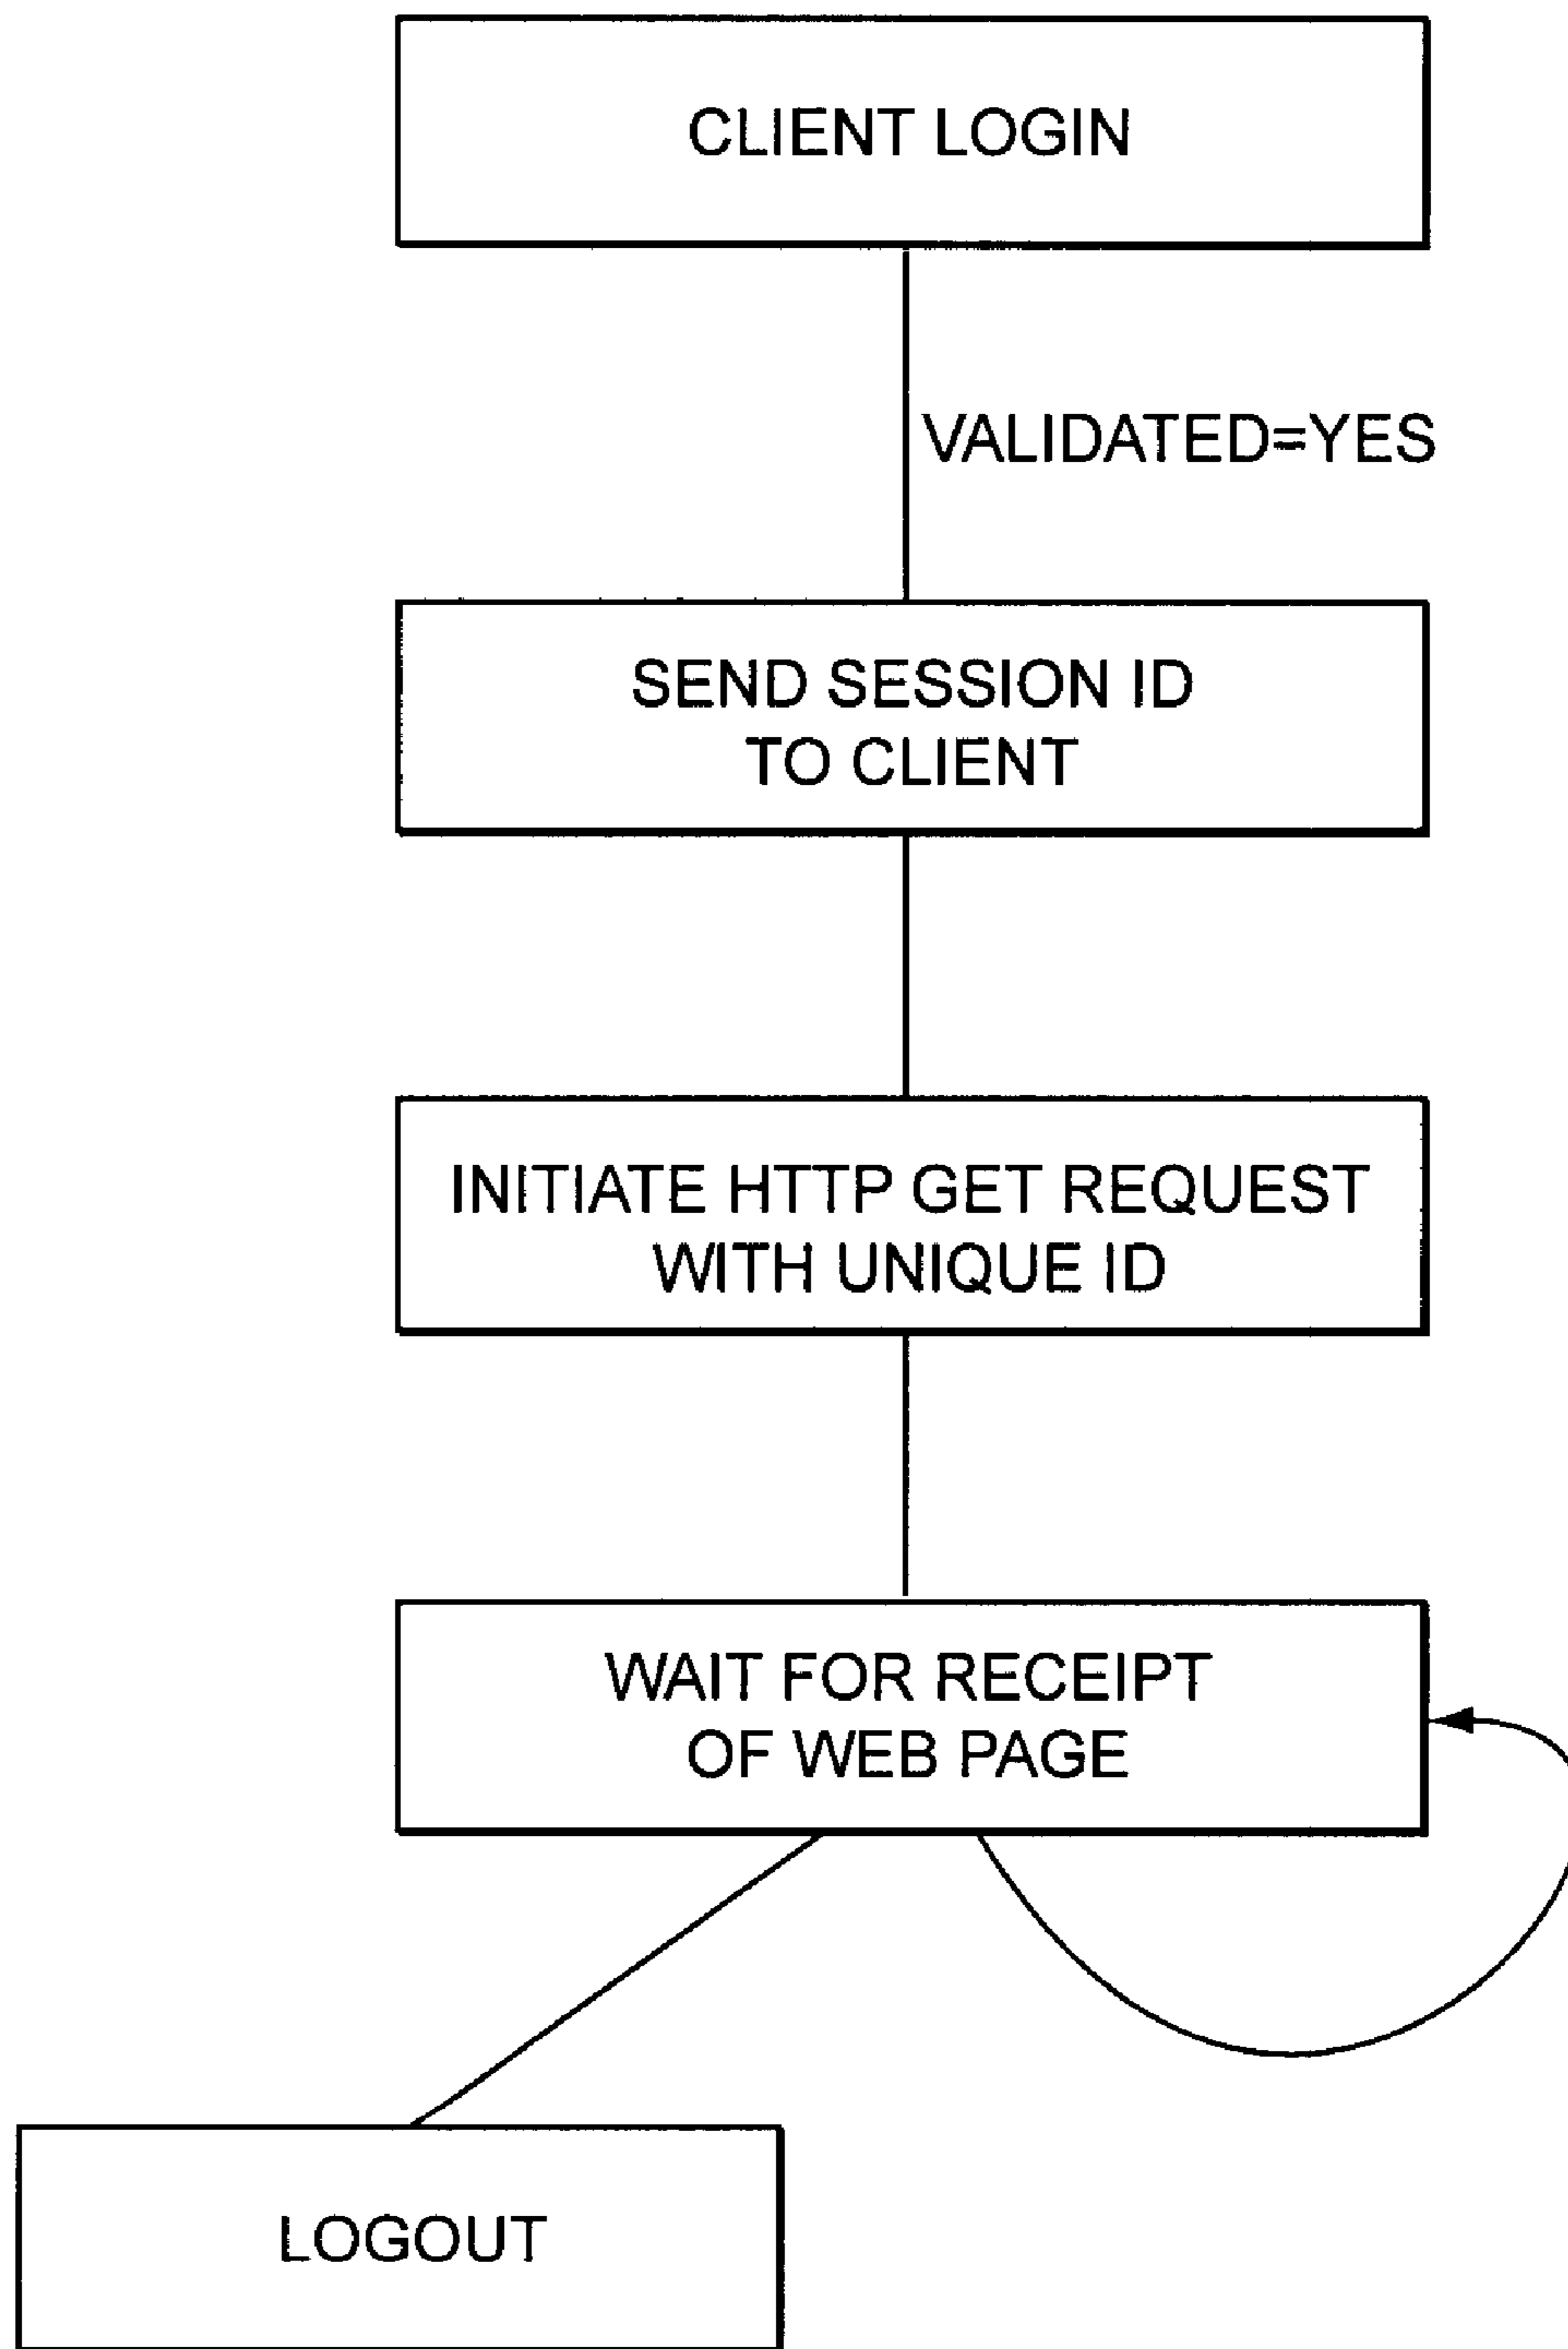 CLIENT LOGIN
VALIDATED=YES
SEND SESSION ID
TO CLIENT
INITIATE HTTP GET REQUEST
WITH UNIQUE ID
WAIT FOR RECEIPT
OF WEB PAGE
LOGOUT